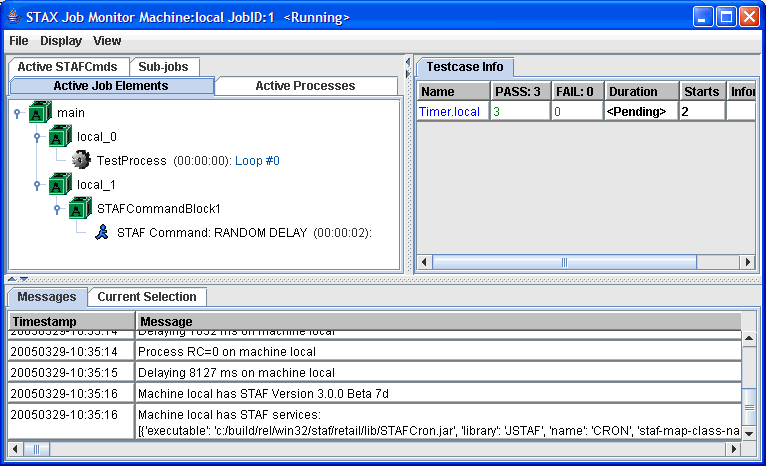 STAX Job Monitor Machine:local JobID:1 <Running>
File Display View
Active STAFCmds Sub-jobs
Active Job Elements Active Processes
main
local_0
TestProcess (00:00:00): Loop #0
local_1
STAFCommandBlock1
STAF Command: RANDOM DELAY (00:00:02):
Testcase Info
Name PASS: 3 FAIL: 0 Duration Starts Infor
Timer.local 3 0 <Pending> 2
Messages Current Selection
Timestamp Message
20050329-10:35:14 Delaying 1632 ms on machine local
20050329-10:35:14 Process RC=0 on machine local
20050329-10:35:15 Delaying 8127 ms on machine local
20050329-10:35:16 Machine local has STAF Version 3.0.0 Beta 7d
20050329-10:35:16 Machine local has STAF services:
[{'executable': 'c:/build/rel/win32/staf/retail/lib/STAFCron.jar', 'library': 'JSTAF', 'name': 'CRON', 'staf-map-class-na